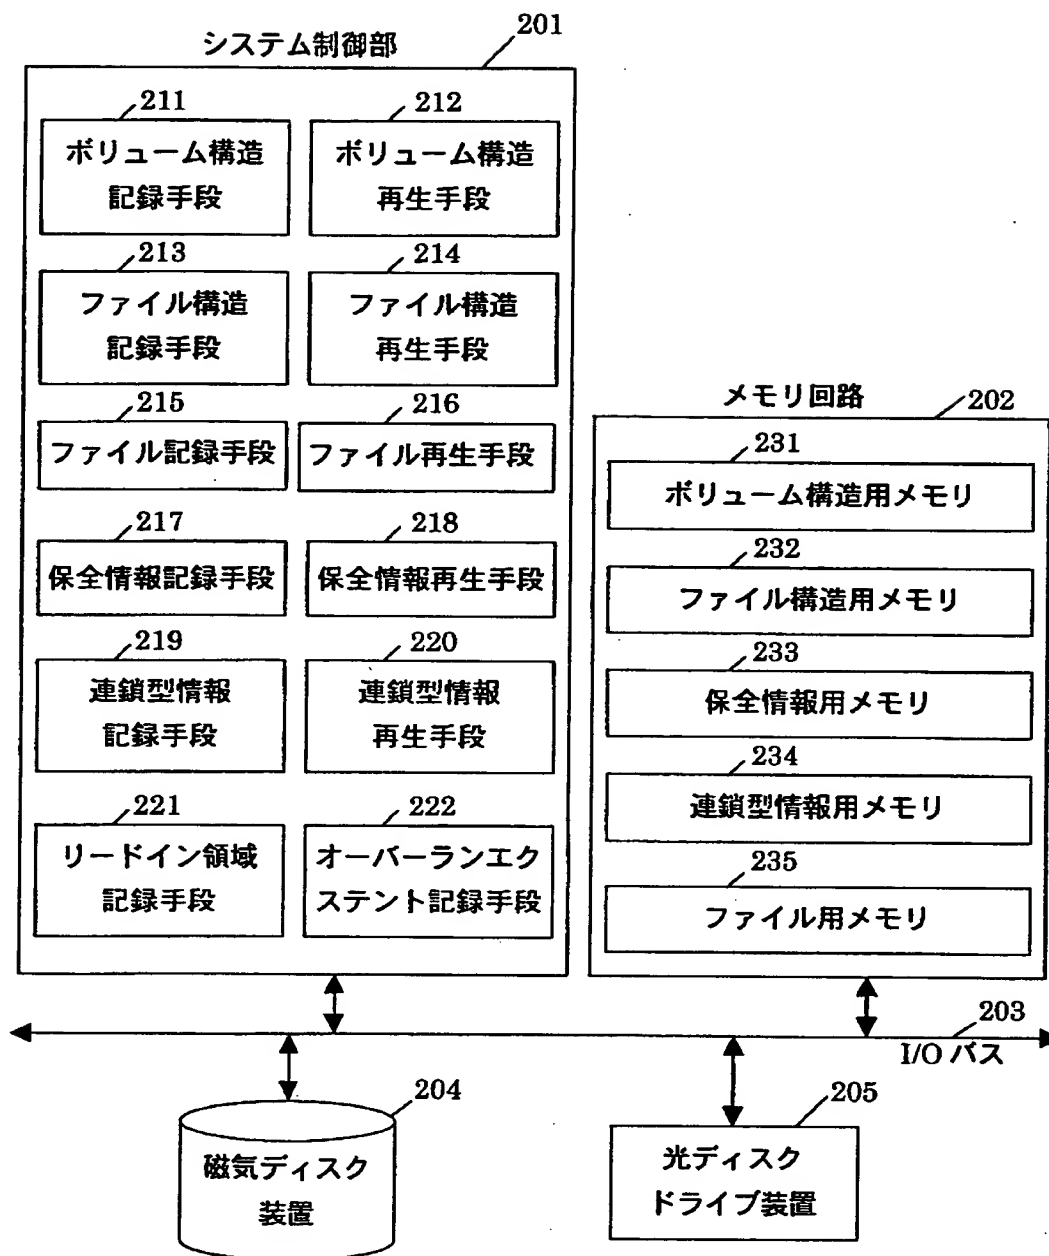 システム制御部
201
211
ボリューム構造
記録手段
212
ボリューム構造
再生手段
213
ファイル構造
記録手段
214
ファイル構造
再生手段
215
ファイル記録手段
216
ファイル再生手段
217
保全情報記録手段
218
保全情報再生手段
219
連鎖型情報
記録手段
220
連鎖型情報
再生手段
221
リードイン領域
記録手段
222
オーバーランエク
ステント記録手段
メモリ回路
202
231
ボリューム構造用メモリ
232
ファイル構造用メモリ
233
保全情報用メモリ
234
連鎖型情報用メモリ
235
ファイル用メモリ
203
I/O バス
204
磁気ディスク
装置
205
光ディスク
ドライブ装置